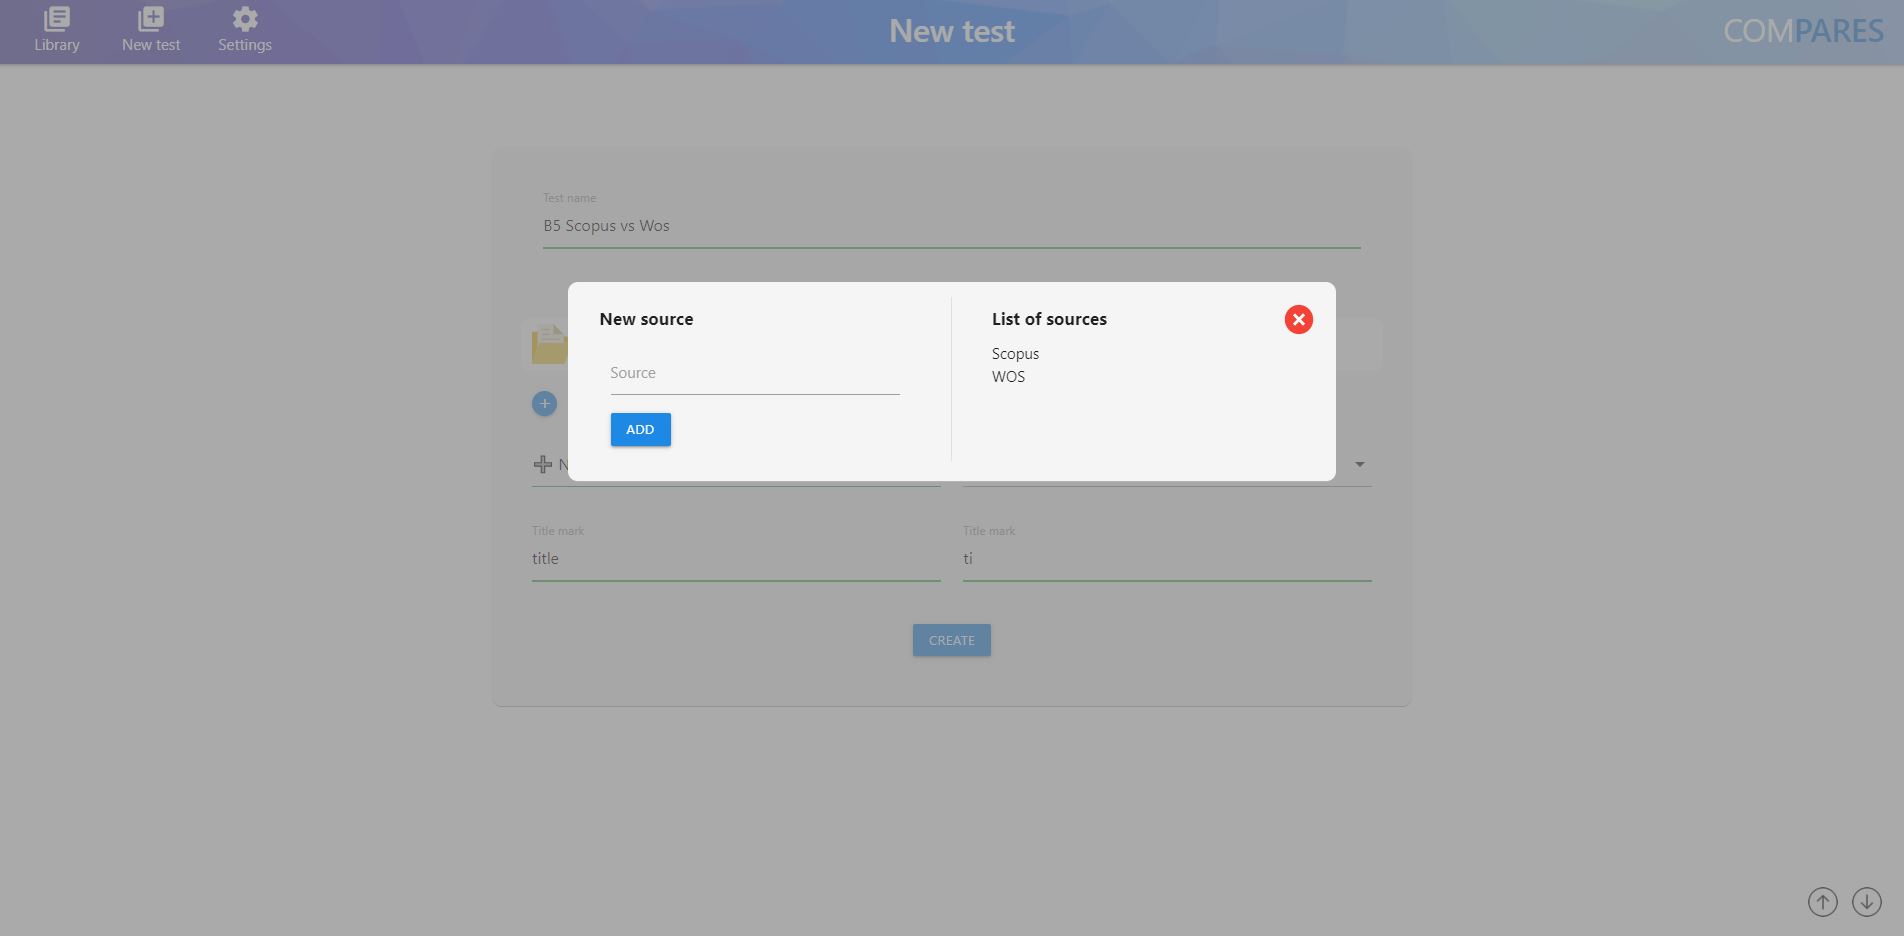 Library
New test
Settings
New test
COMPARES
Test name
B5 Scopus vs Wos
New source
Source
ADD
List of sources
Scopus
WOS
Title mark
title
Title mark
ti
CREATE